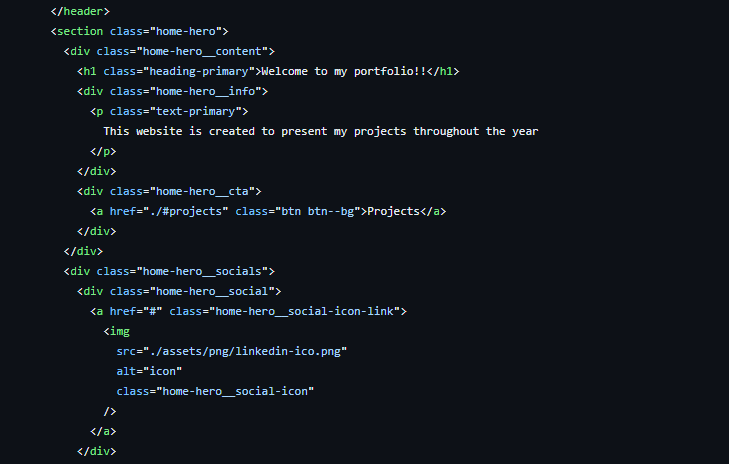 </header>
<section class="home-hero">
<div class="home-hero__content">
<h1 class="heading-primary">Welcome to my portfolio!!</h1>
<div class="home-hero__info">
<p class="text-primary">
This website is created to present my projects throughout the year
</p>
</div>
<div class="home-hero__cta">
<a href="./#projects" class="btn btn--bg">Projects</a>
</div>
</div>
<div class="home-hero__socials">
<div class="home-hero__social">
<a href="#" class="home-hero__social-icon-link">
<img
src="./assets/png/linkedin-ico.png"
alt="icon"
class="home-hero__social-icon"
/>
</a>
</div>